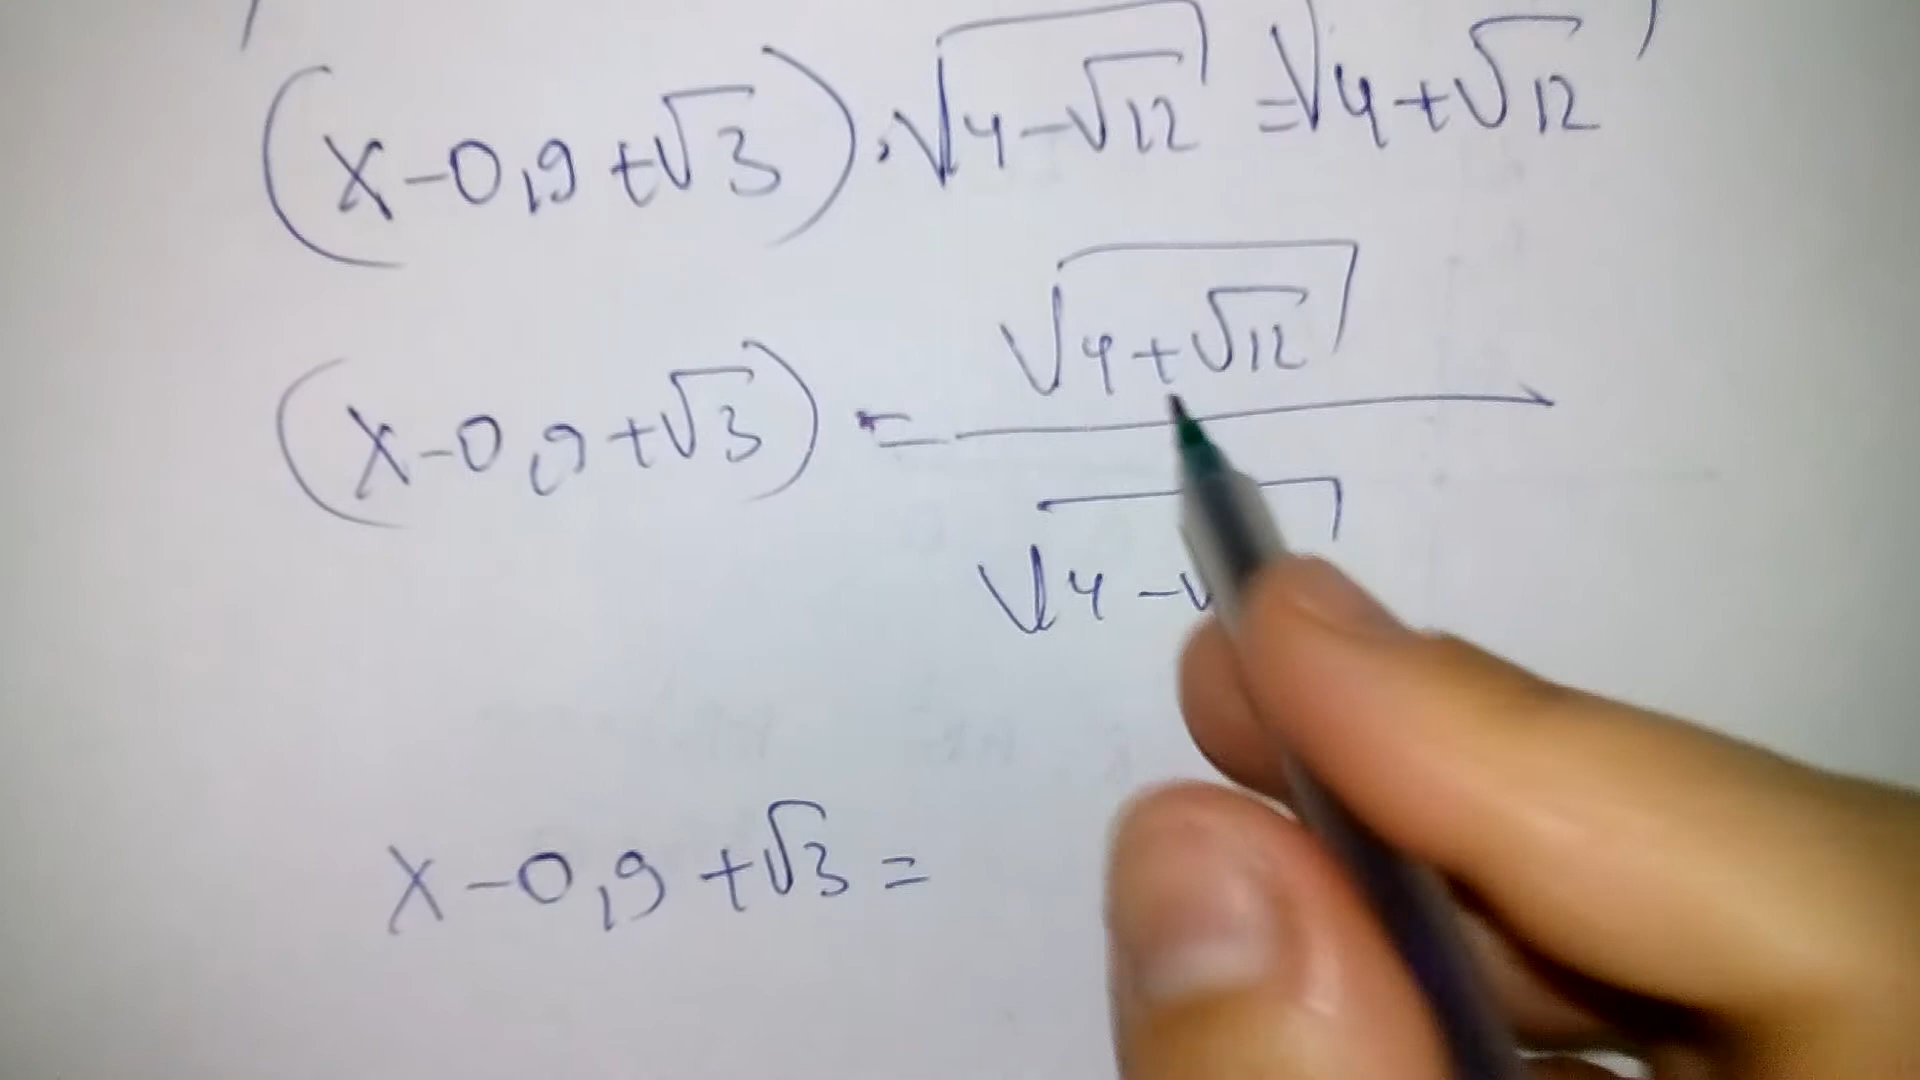 (x-0,9+√3)·√(4-√12) = √(4+√12)
(x-0,9+√3) = √(4+√12)
√4-√
x-0,9+√3=